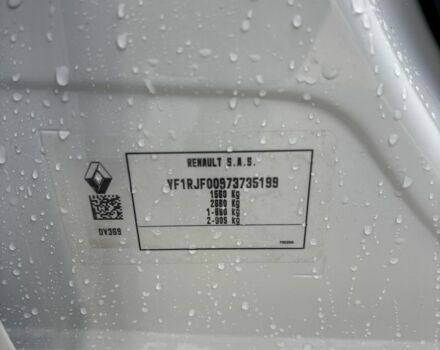 RENAULT S.A.S.
VF1RJF00973735199
1560 Kg
2660 Kg
1-860 Kg
2-905 kg
OV369